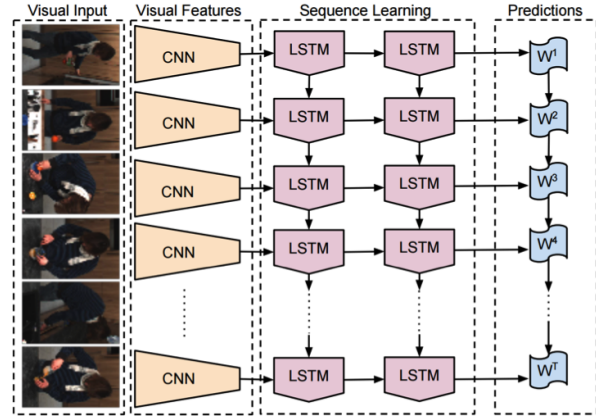 Visual Input Visual Features Sequence Learning Predictions
CNN LSTM LSTM W¹
CNN LSTM LSTM W²
CNN LSTM LSTM W³
CNN LSTM LSTM W⁴
CNN LSTM LSTM Wᵀ